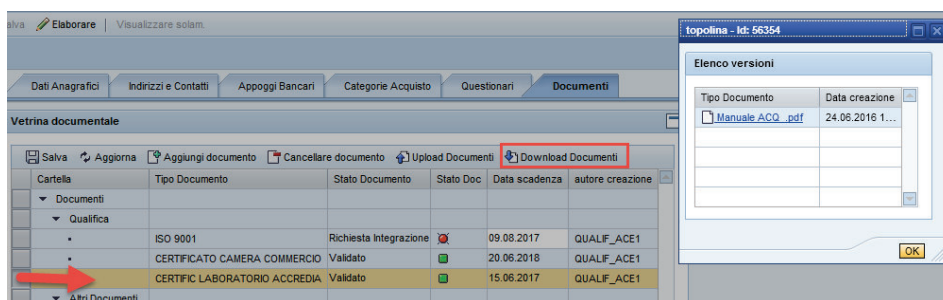 alva Elaborare Visualizzare solam.
topolina - Id: 56354
Elenco versioni
Tipo Documento Data creazione
Manuale ACQ_.pdf 24.06.2016 1...
OK
Dati Anagrafici Indirizzi e Contatti Appoggi Bancari Categorie Acquisto Questionari Documenti
Vetrina documentale
Salva Aggiorna Aggiungi documento Cancellare documento Upload Documenti Download Documenti
Cartella Tipo Documento Stato Documento Stato Doc Data scadenza autore creazione
Documenti
Qualifica
ISO 9001 Richiesta Integrazione 09.08.2017 QUALIF_ACE1
CERTIFICATO CAMERA COMMERCIO Validato 20.06.2018 QUALIF_ACE1
CERTIFIC LABORATORIO ACCREDIA Validato 15.06.2017 QUALIF_ACE1
Altri Documenti